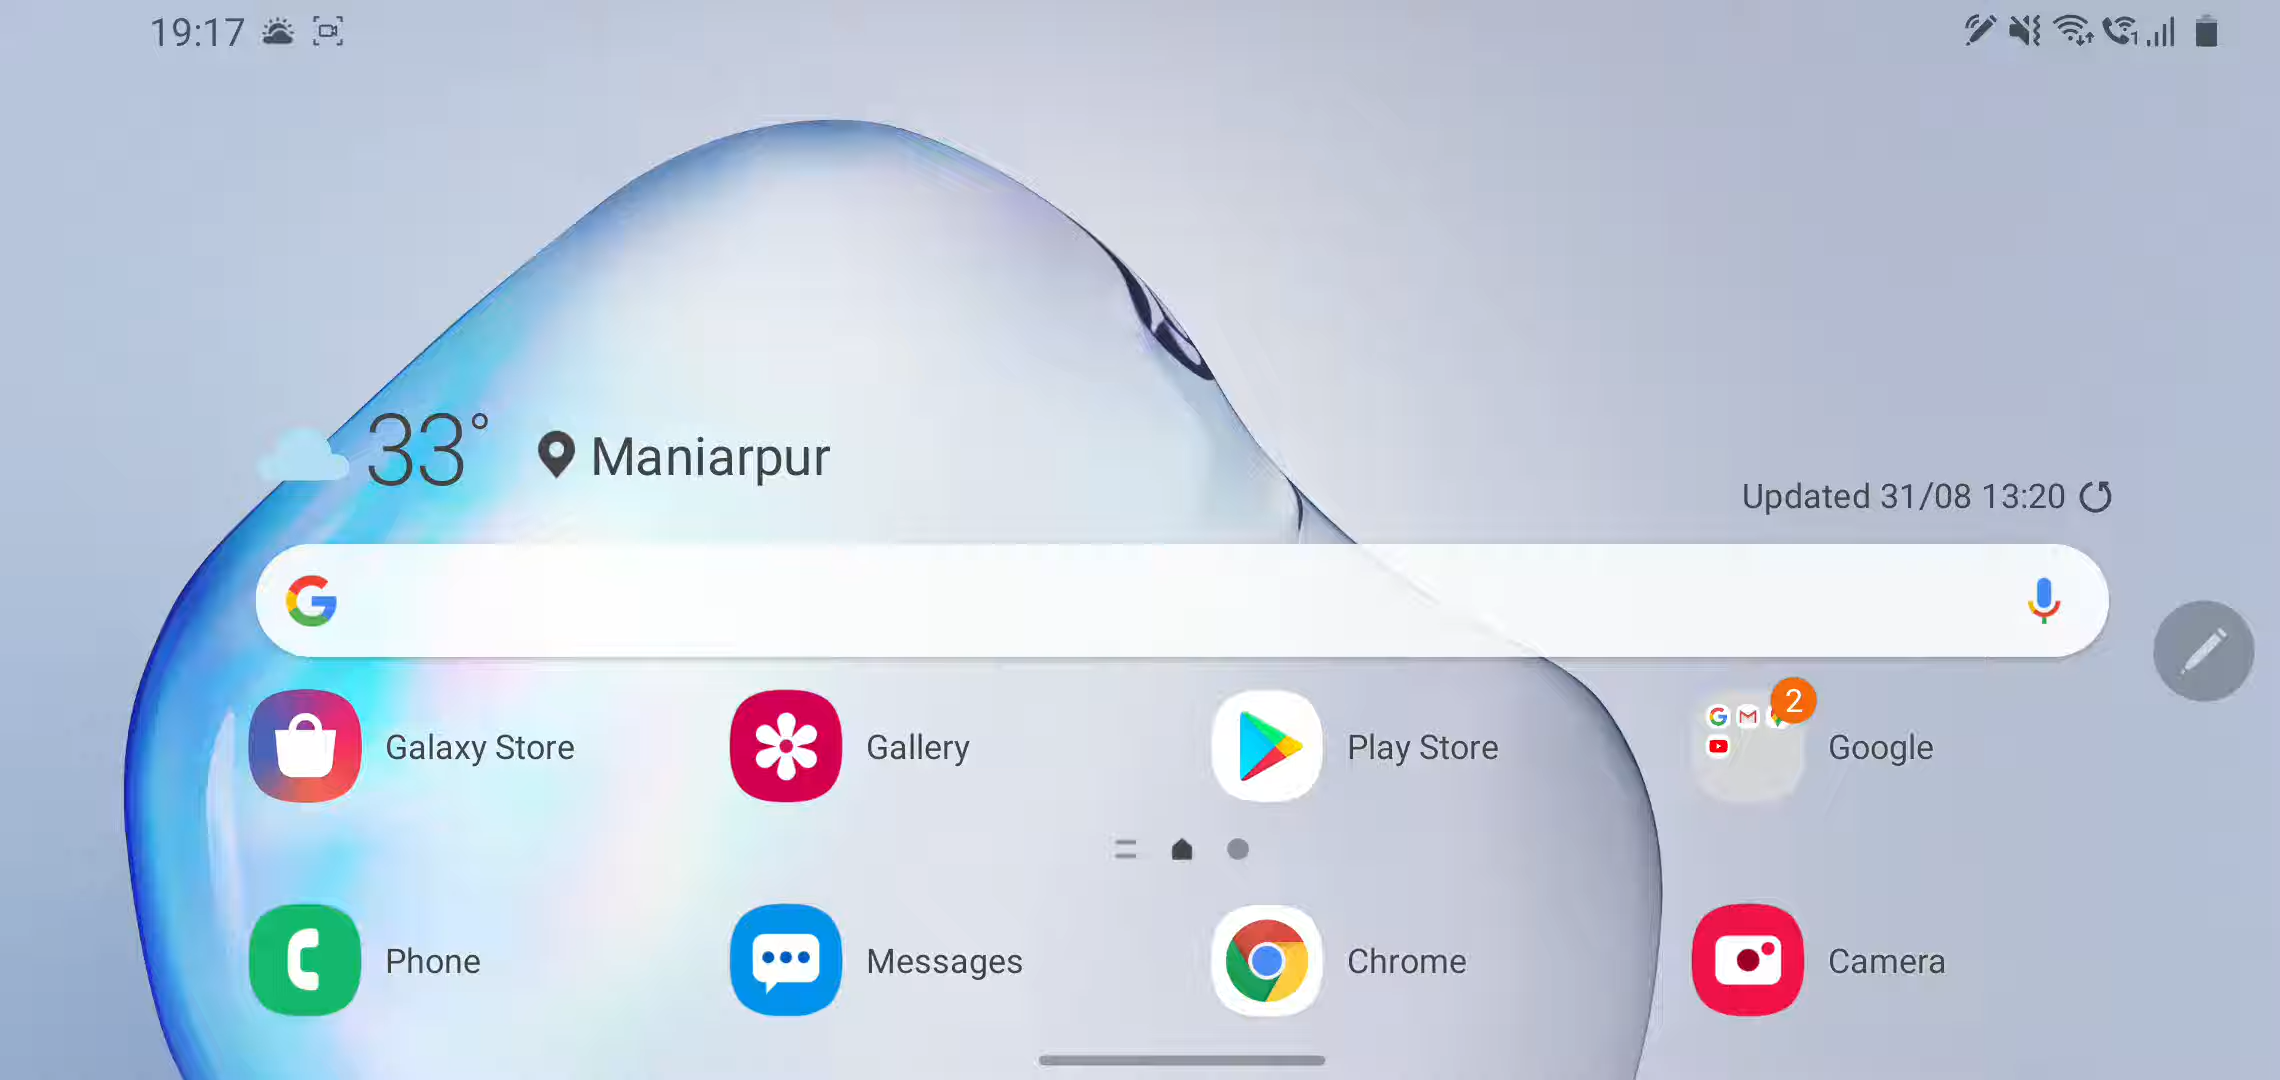 19:17
33° Maniarpur
Updated 31/08 13:20
Galaxy Store
Gallery
Play Store
2
Google
Phone
Messages
Chrome
Camera